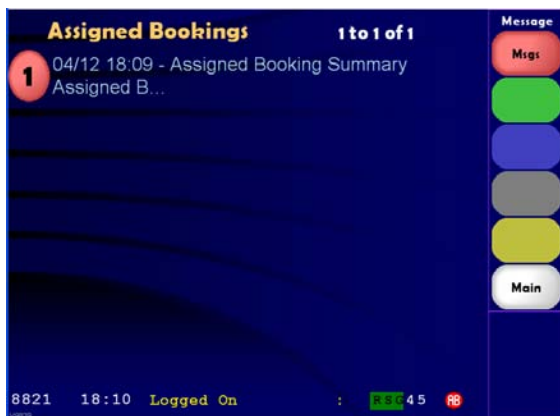 Assigned Bookings 1 to 1 of 1
Message
Msgs
1
04/12 18:09 - Assigned Booking Summary
Assigned B...
Main
8821 18:10 Logged On : RSG45 AB